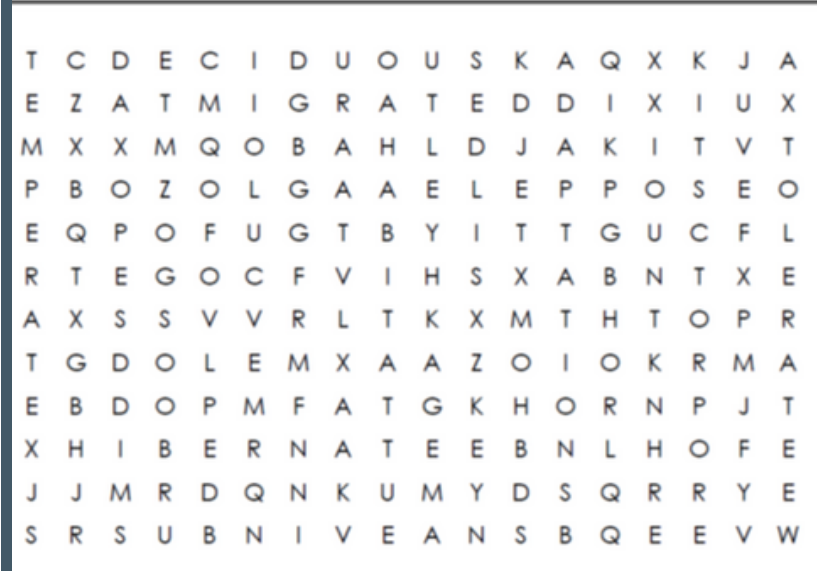 T C D E C I D U O U S K A Q X K J A
E Z A T M I G R A T E D D I X I U X
M X X M Q O B A H L D J A K I T V T
P B O Z O L G A A E L E P P O S E O
E Q P O F U G T B Y I T T G U C F L
R T E G O C F V I H S X A B N T X E
A X S S V V R L T K X M T H T O P R
T G D O L E M X A A Z O I O K R M A
E B D O P M F A T G K H O R N P J T
X H I B E R N A T E E B N L H O F E
J J M R D Q N K U M Y D S Q R R Y E
S R S U B N I V E A N S B Q E E V W